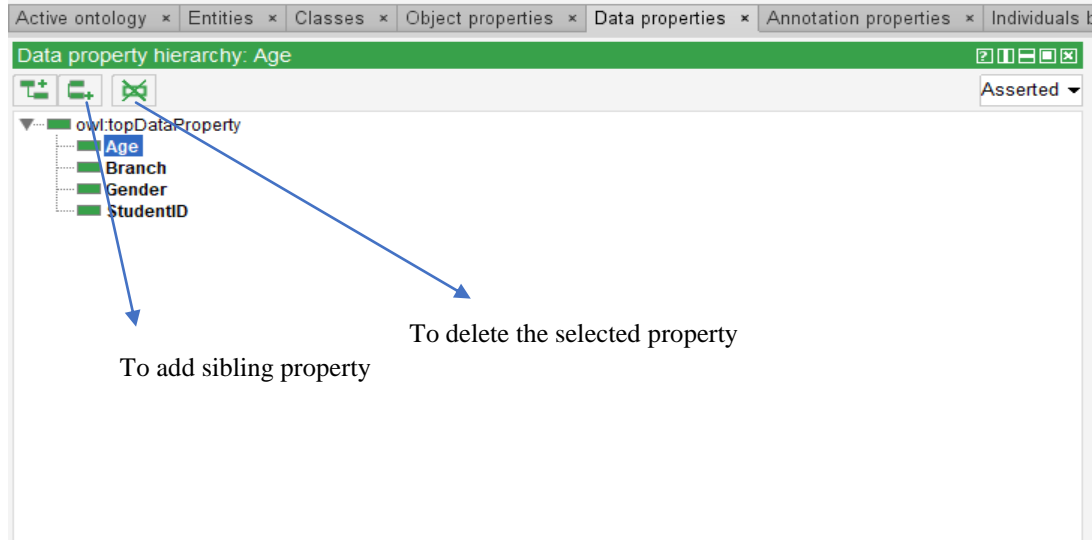 Active ontology × Entities × Classes × Object properties × Data properties × Annotation properties × Individuals b
Data property hierarchy: Age
Asserted
owl:topDataProperty
Age
Branch
Gender
StudentID
To delete the selected property
To add sibling property